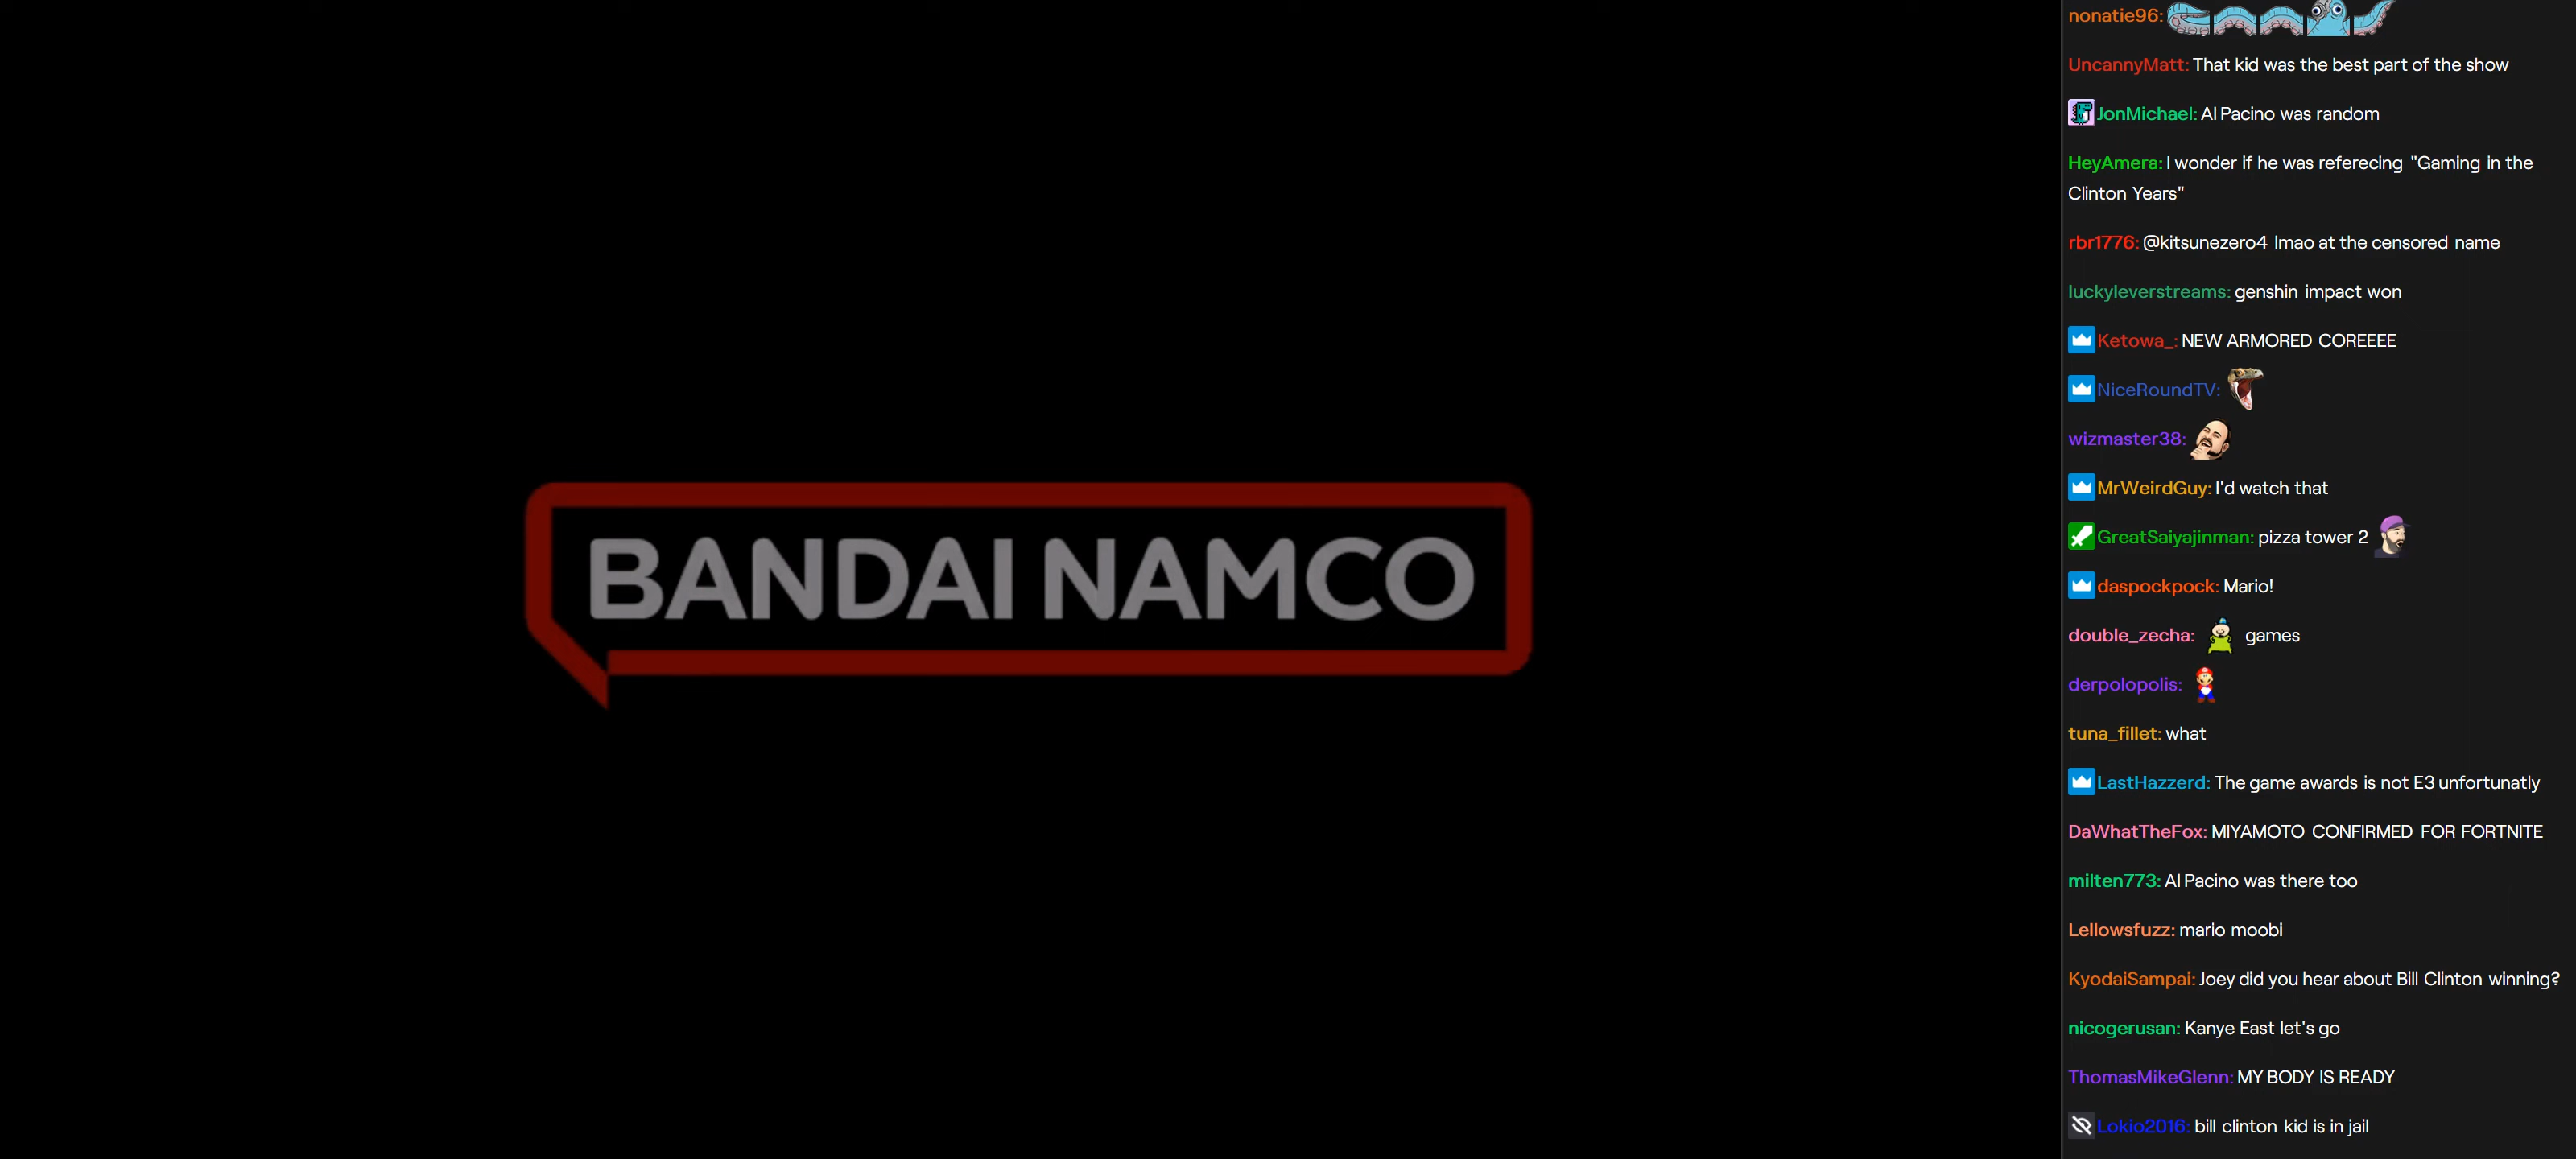 BANDAI NAMCO
nonatie96:
UncannyMatt: That kid was the best part of the show
JonMichael: Al Pacino was random
HeyAmera: I wonder if he was referecing "Gaming in the
Clinton Years"
rbr1776: @kitsunezero4 lmao at the censored name
luckyleverstreams: genshin impact won
Ketowa_: NEW ARMORED COREEEE
NiceRoundTV:
wizmaster38:
MrWeirdGuy: I'd watch that
GreatSaiyajinman: pizza tower 2
daspockpock: Mario!
double_zecha: games
derpolopolis:
tuna_fillet: what
LastHazzerd: The game awards is not E3 unfortunatly
DaWhatTheFox: MIYAMOTO CONFIRMED FOR FORTNITE
milten773: Al Pacino was there too
Lellowsfuzz: mario moobi
KyodaiSampai: Joey did you hear about Bill Clinton winning?
nicogerusan: Kanye East let's go
ThomasMikeGlenn: MY BODY IS READY
Lokio2016: bill clinton kid is in jail